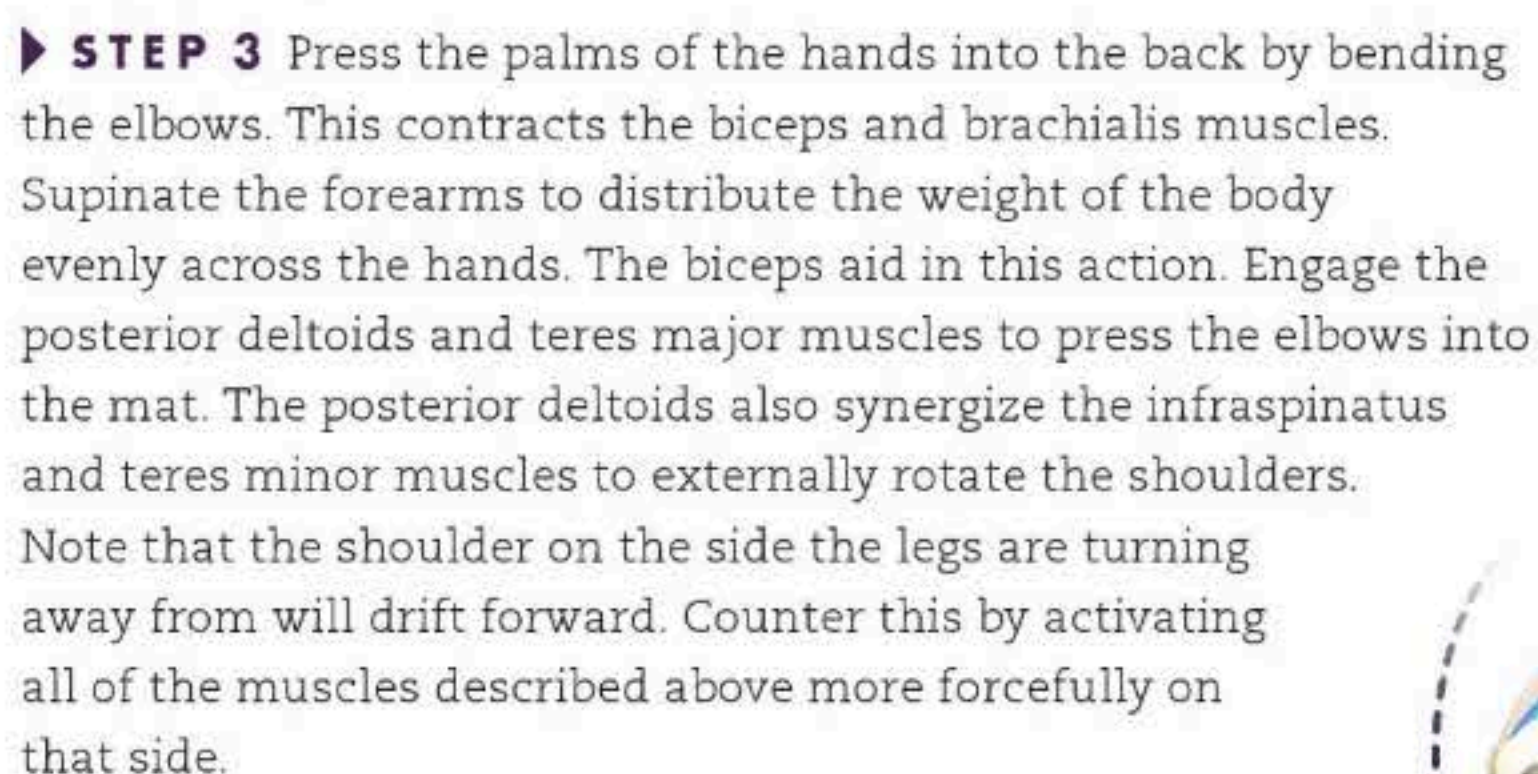 ▶ STEP 3 Press the palms of the hands into the back by bending
the elbows. This contracts the biceps and brachialis muscles.
Supinate the forearms to distribute the weight of the body
evenly across the hands. The biceps aid in this action. Engage the
posterior deltoids and teres major muscles to press the elbows into
the mat. The posterior deltoids also synergize the infraspinatus
and teres minor muscles to externally rotate the shoulders.
Note that the shoulder on the side the legs are turning
away from will drift forward. Counter this by activating
all of the muscles described above more forcefully on
that side.